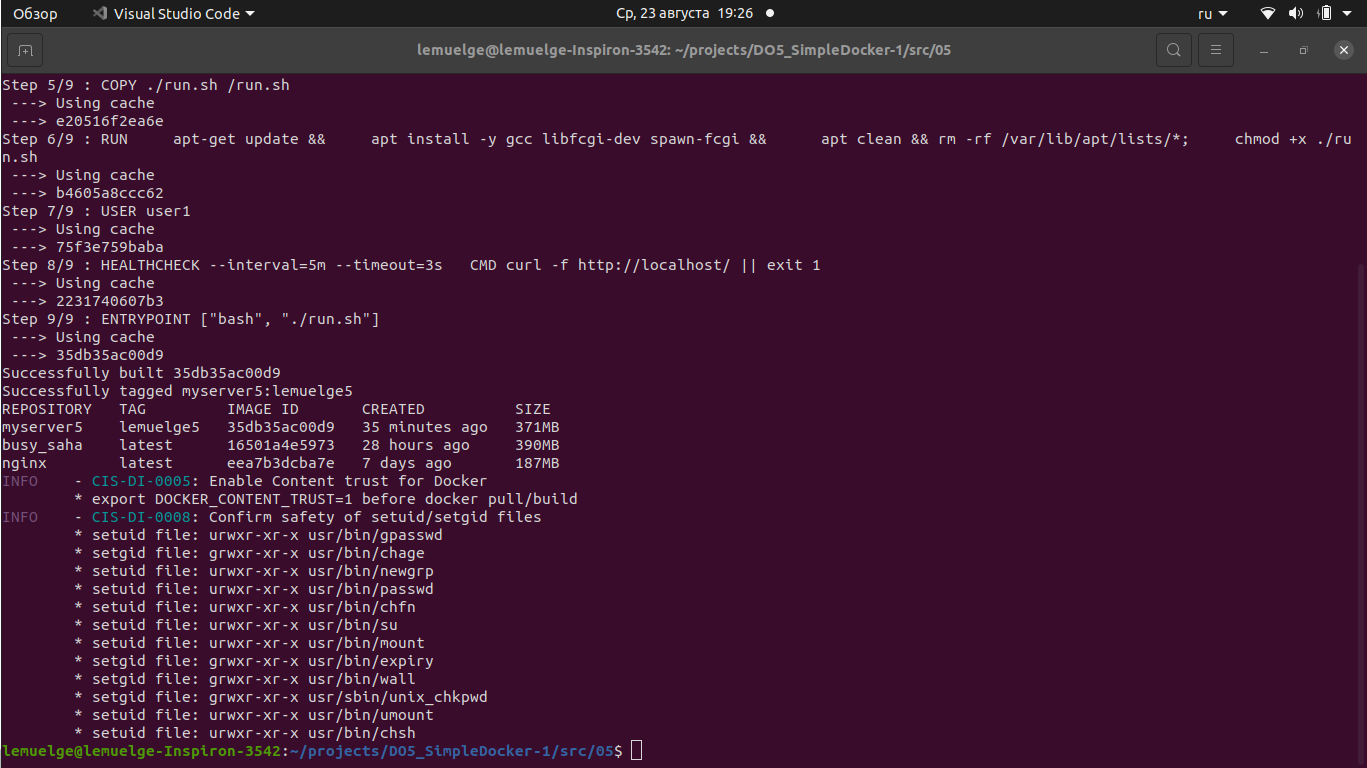 Обзор Visual Studio Code Ср, 23 августа 19:26 ru
lemuelge@lemuelge-Inspiron-3542: ~/projects/DO5_SimpleDocker-1/src/05
Step 5/9 : COPY ./run.sh /run.sh
 ---> Using cache
 ---> e20516f2ea6e
Step 6/9 : RUN     apt-get update &&     apt install -y gcc libfcgi-dev spawn-fcgi &&      apt clean && rm -rf /var/lib/apt/lists/*;     chmod +x ./ru
n.sh
 ---> Using cache
 ---> b4605a8ccc62
Step 7/9 : USER user1
 ---> Using cache
 ---> 75f3e759baba
Step 8/9 : HEALTHCHECK --interval=5m --timeout=3s   CMD curl -f http://localhost/ || exit 1
 ---> Using cache
 ---> 2231740607b3
Step 9/9 : ENTRYPOINT ["bash", "./run.sh"]
 ---> Using cache
 ---> 35db35ac00d9
Successfully built 35db35ac00d9
Successfully tagged myserver5:lemuelge5
REPOSITORY   TAG         IMAGE ID       CREATED          SIZE
myserver5    lemuelge5   35db35ac00d9   35 minutes ago   371MB
busy_saha    latest      16501a4e5973   28 hours ago     390MB
nginx        latest      eea7b3dcba7e   7 days ago       187MB
INFO    - CIS-DI-0005: Enable Content trust for Docker
        * export DOCKER_CONTENT_TRUST=1 before docker pull/build
INFO    - CIS-DI-0008: Confirm safety of setuid/setgid files
        * setuid file: urwxr-xr-x usr/bin/gpasswd
        * setgid file: grwxr-xr-x usr/bin/chage
        * setuid file: urwxr-xr-x usr/bin/newgrp
        * setuid file: urwxr-xr-x usr/bin/passwd
        * setuid file: urwxr-xr-x usr/bin/chfn
        * setuid file: urwxr-xr-x usr/bin/su
        * setuid file: urwxr-xr-x usr/bin/mount
        * setgid file: grwxr-xr-x usr/bin/expiry
        * setgid file: grwxr-xr-x usr/bin/wall
        * setgid file: grwxr-xr-x usr/sbin/unix_chkpwd
        * setuid file: urwxr-xr-x usr/bin/umount
        * setuid file: urwxr-xr-x usr/bin/chsh
lemuelge@lemuelge-Inspiron-3542:~/projects/DO5_SimpleDocker-1/src/05$